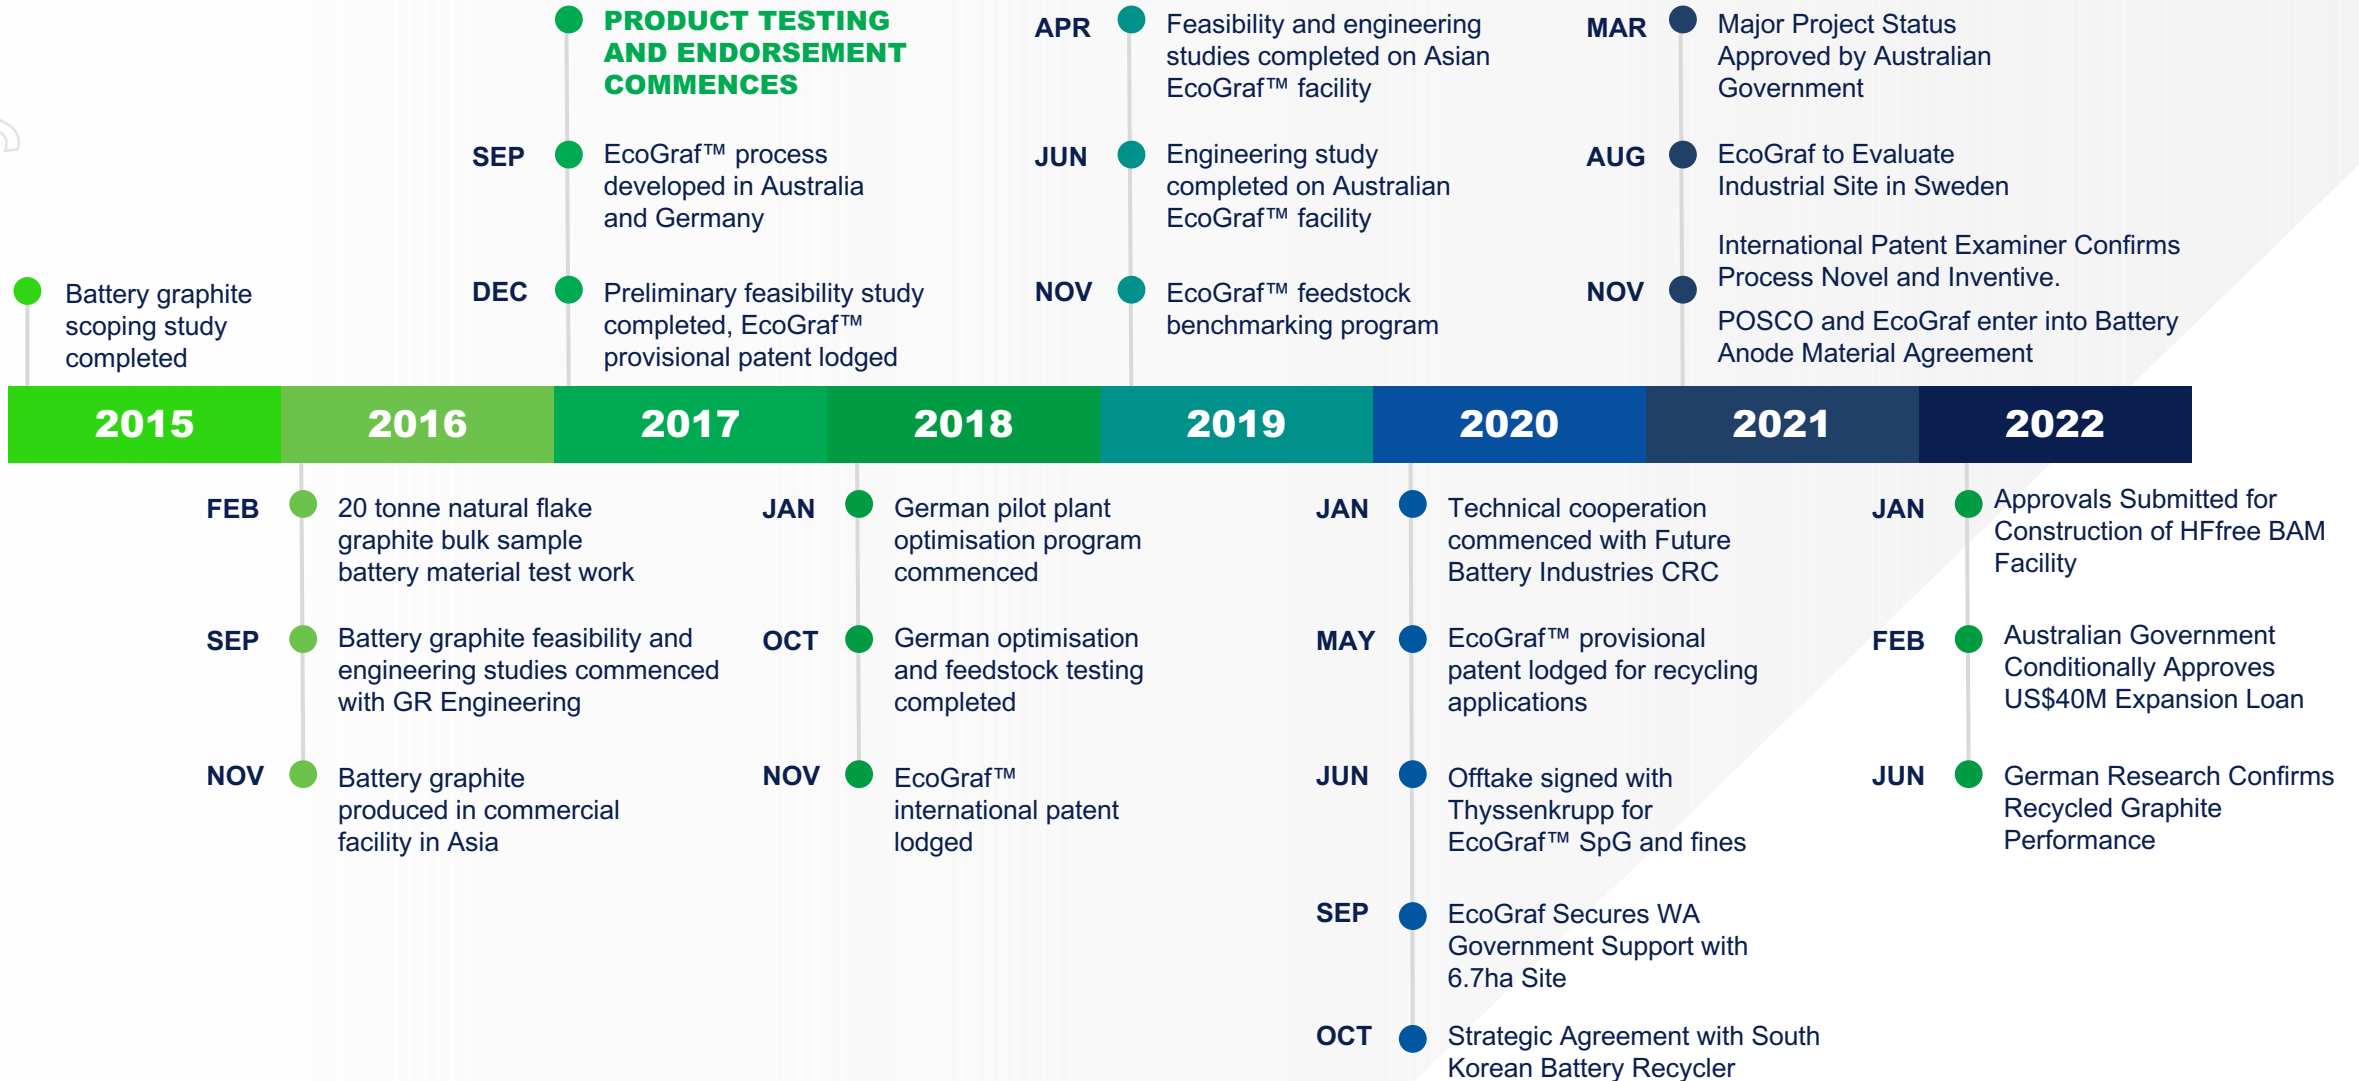 Battery graphite
scoping study
completed
PRODUCT TESTING
AND ENDORSEMENT
COMMENCES
SEP
EcoGraf™ process
developed in Australia
and Germany
DEC
Preliminary feasibility study
completed, EcoGraf™
provisional patent lodged
APR
Feasibility and engineering
studies completed on Asian
EcoGraf™ facility
JUN
Engineering study
completed on Australian
EcoGraf™ facility
NOV
EcoGraf™ feedstock
benchmarking program
MAR
Major Project Status
Approved by Australian
Government
AUG
EcoGraf to Evaluate
Industrial Site in Sweden
NOV
International Patent Examiner Confirms
Process Novel and Inventive.
POSCO and EcoGraf enter into Battery
Anode Material Agreement
2015
2016
2017
2018
2019
2020
2021
2022
FEB
20 tonne natural flake
graphite bulk sample
battery material test work
SEP
Battery graphite feasibility and
engineering studies commenced
with GR Engineering
NOV
Battery graphite
produced in commercial
facility in Asia
JAN
German pilot plant
optimisation program
commenced
OCT
German optimisation
and feedstock testing
completed
NOV
EcoGraf™
international patent
lodged
JAN
Technical cooperation
commenced with Future
Battery Industries CRC
MAY
EcoGraf™ provisional
patent lodged for recycling
applications
JUN
Offtake signed with
Thyssenkrupp for
EcoGraf™ SpG and fines
SEP
EcoGraf Secures WA
Government Support with
6.7ha Site
OCT
Strategic Agreement with South
Korean Battery Recycler
JAN
Approvals Submitted for
Construction of HFfree BAM
Facility
FEB
Australian Government
Conditionally Approves
US$40M Expansion Loan
JUN
German Research Confirms
Recycled Graphite
Performance